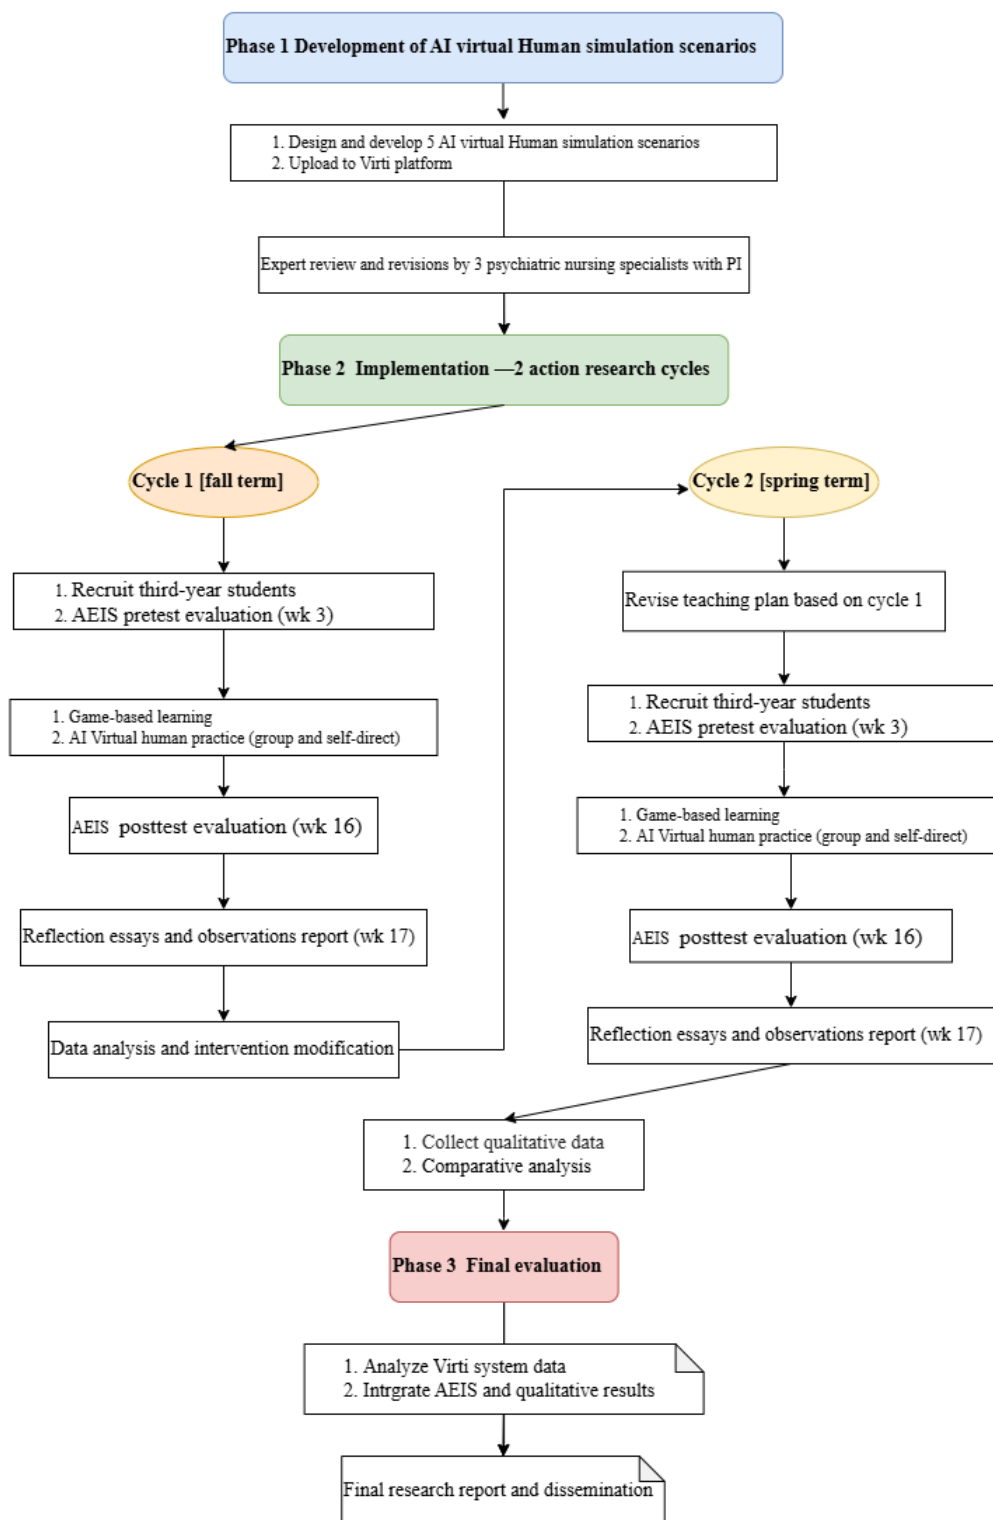 Phase 1 Development of AI virtual Human simulation scenarios
1. Design and develop 5 AI virtual Human simulation scenarios
2. Upload to Virti platform
Expert review and revisions by 3 psychiatric nursing specialists with PI
Phase 2 Implementation —2 action research cycles
Cycle 1 [fall term]
1. Recruit third-year students
2. AEIS pretest evaluation (wk 3)
1. Game-based learning
2. AI Virtual human practice (group and self-direct)
AEIS posttest evaluation (wk 16)
Reflection essays and observations report (wk 17)
Data analysis and intervention modification
Cycle 2 [spring term]
Revise teaching plan based on cycle 1
1. Recruit third-year students
2. AEIS pretest evaluation (wk 3)
1. Game-based learning
2. AI Virtual human practice (group and self-direct)
AEIS posttest evaluation (wk 16)
Reflection essays and observations report (wk 17)
1. Collect qualitative data
2. Comparative analysis
Phase 3 Final evaluation
1. Analyze Virti system data
2. Intrgrate AEIS and qualitative results
Final research report and dissemination